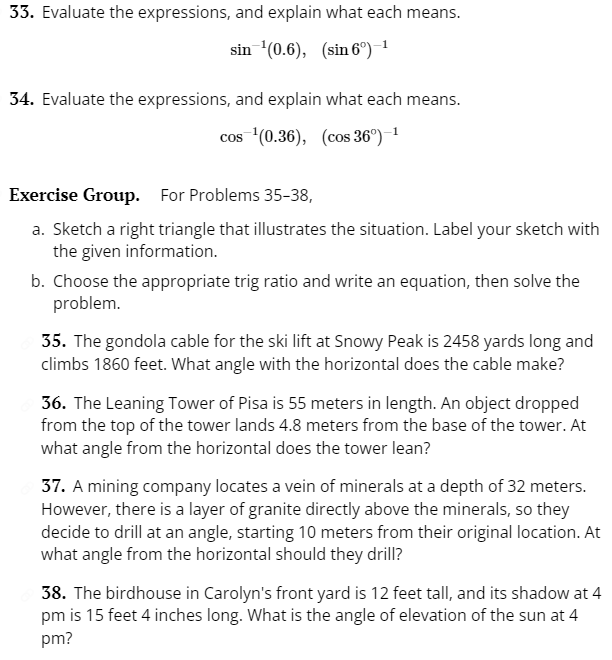 33. Evaluate the expressions, and explain what each means.
sin⁻¹(0.6), (sin 6°)⁻¹
34. Evaluate the expressions, and explain what each means.
cos⁻¹(0.36), (cos 36°)⁻¹
Exercise Group. For Problems 35–38,
a. Sketch a right triangle that illustrates the situation. Label your sketch with
the given information.
b. Choose the appropriate trig ratio and write an equation, then solve the
problem.
35. The gondola cable for the ski lift at Snowy Peak is 2458 yards long and
climbs 1860 feet. What angle with the horizontal does the cable make?
36. The Leaning Tower of Pisa is 55 meters in length. An object dropped
from the top of the tower lands 4.8 meters from the base of the tower. At
what angle from the horizontal does the tower lean?
37. A mining company locates a vein of minerals at a depth of 32 meters.
However, there is a layer of granite directly above the minerals, so they
decide to drill at an angle, starting 10 meters from their original location. At
what angle from the horizontal should they drill?
38. The birdhouse in Carolyn's front yard is 12 feet tall, and its shadow at 4
pm is 15 feet 4 inches long. What is the angle of elevation of the sun at 4
pm?